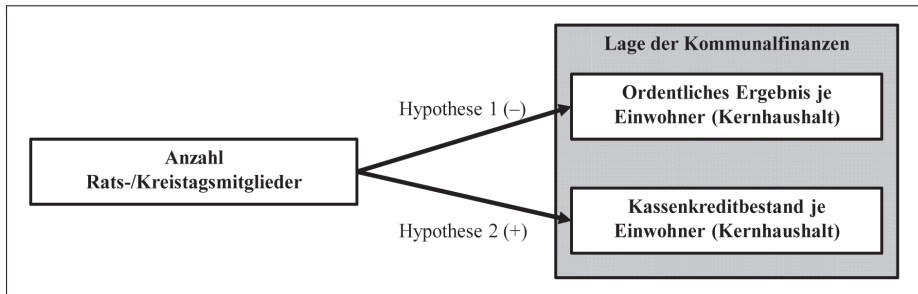 Lage der Kommunalfinanzen
Ordentliches Ergebnis je
Einwohner (Kernhaushalt)
Hypothese 1 (–)
Anzahl
Rats-/Kreistagsmitglieder
Hypothese 2 (+)
Kassenkreditbestand je
Einwohner (Kernhaushalt)